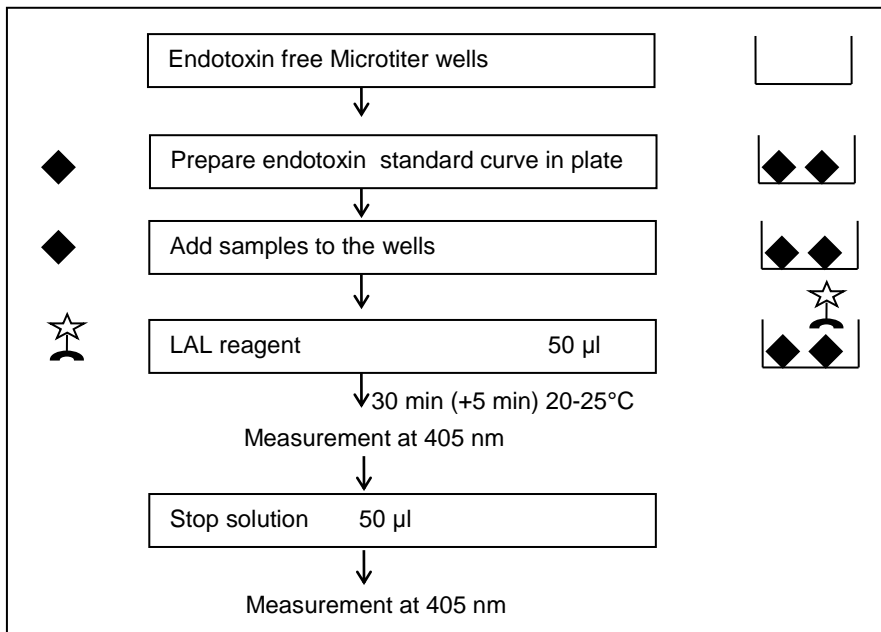 Endotoxin free Microtiter wells
Prepare endotoxin  standard curve in plate
Add samples to the wells
LAL reagent 50 µl
30 min (+5 min) 20-25°C
Measurement at 405 nm
Stop solution 50 µl
Measurement at 405 nm